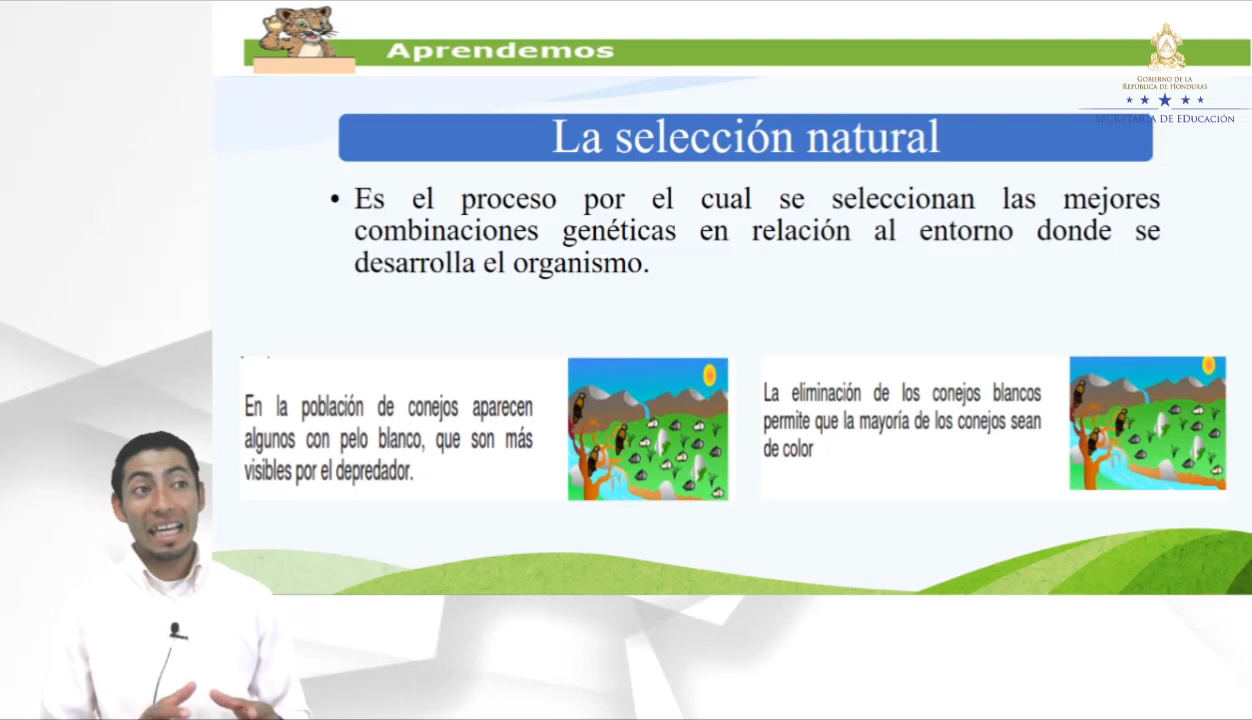 Aprendemos
GOBIERNO DE LA
REPÚBLICA DE HONDURAS
SECRETARÍA DE EDUCACIÓN
La selección natural
• Es el proceso por el cual se seleccionan las mejores
combinaciones genéticas en relación al entorno donde se
desarrolla el organismo.
En la población de conejos aparecen
algunos con pelo blanco, que son más
visibles por el depredador.
La eliminación de los conejos blancos
permite que la mayoría de los conejos sean
de color